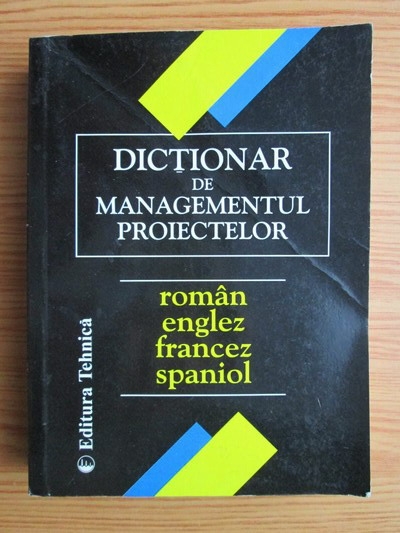 DICȚIONAR
DE
MANAGEMENTUL
PROIECTELOR
român
englez
francez
spaniol
Editura Tehnică